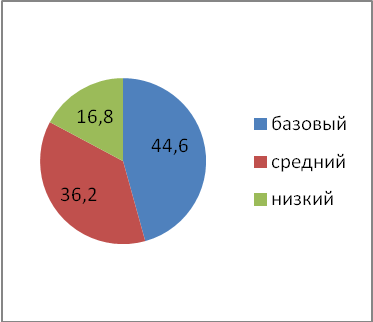 16,8
44,6
36,2
базовый
средний
низкий